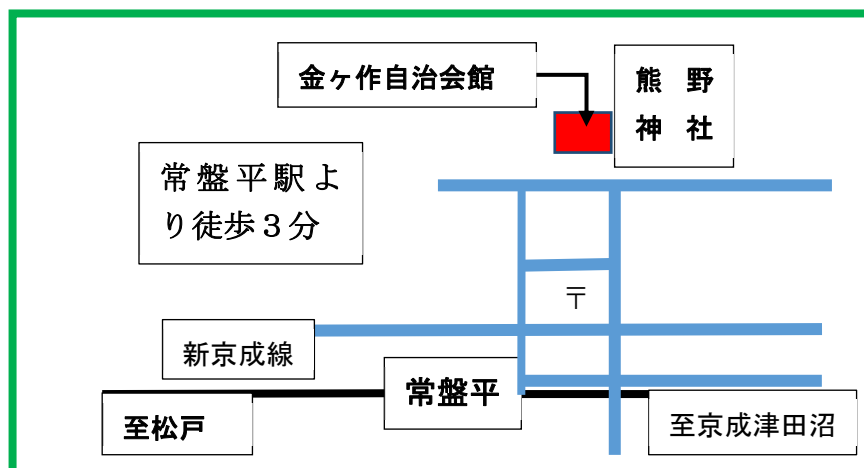 金ヶ作自治会館
熊 野
神 社
常盤平駅よ
り徒歩３分
〒
新京成線
常盤平
至松戸
至京成津田沼